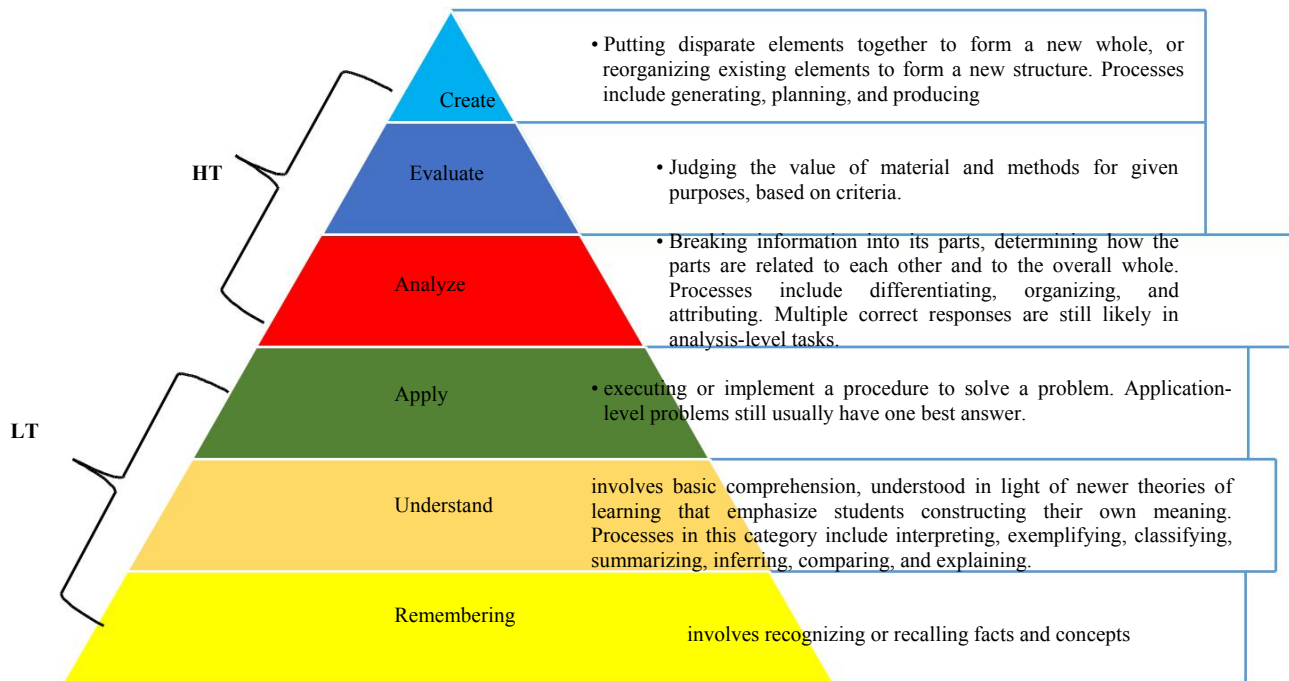 • Putting disparate elements together to form a new whole, or
reorganizing existing elements to form a new structure. Processes
include generating, planning, and producing
Create
HT
Evaluate
• Judging the value of material and methods for given
purposes, based on criteria.
• Breaking information into its parts, determining how the
parts are related to each other and to the overall whole.
Processes include differentiating, organizing, and
attributing. Multiple correct responses are still likely in
analysis-level tasks.
Analyze
Apply
• executing or implement a procedure to solve a problem. Application-
level problems still usually have one best answer.
LT
Understand
involves basic comprehension, understood in light of newer theories of
learning that emphasize students constructing their own meaning.
Processes in this category include interpreting, exemplifying, classifying,
summarizing, inferring, comparing, and explaining.
Remembering
involves recognizing or recalling facts and concepts